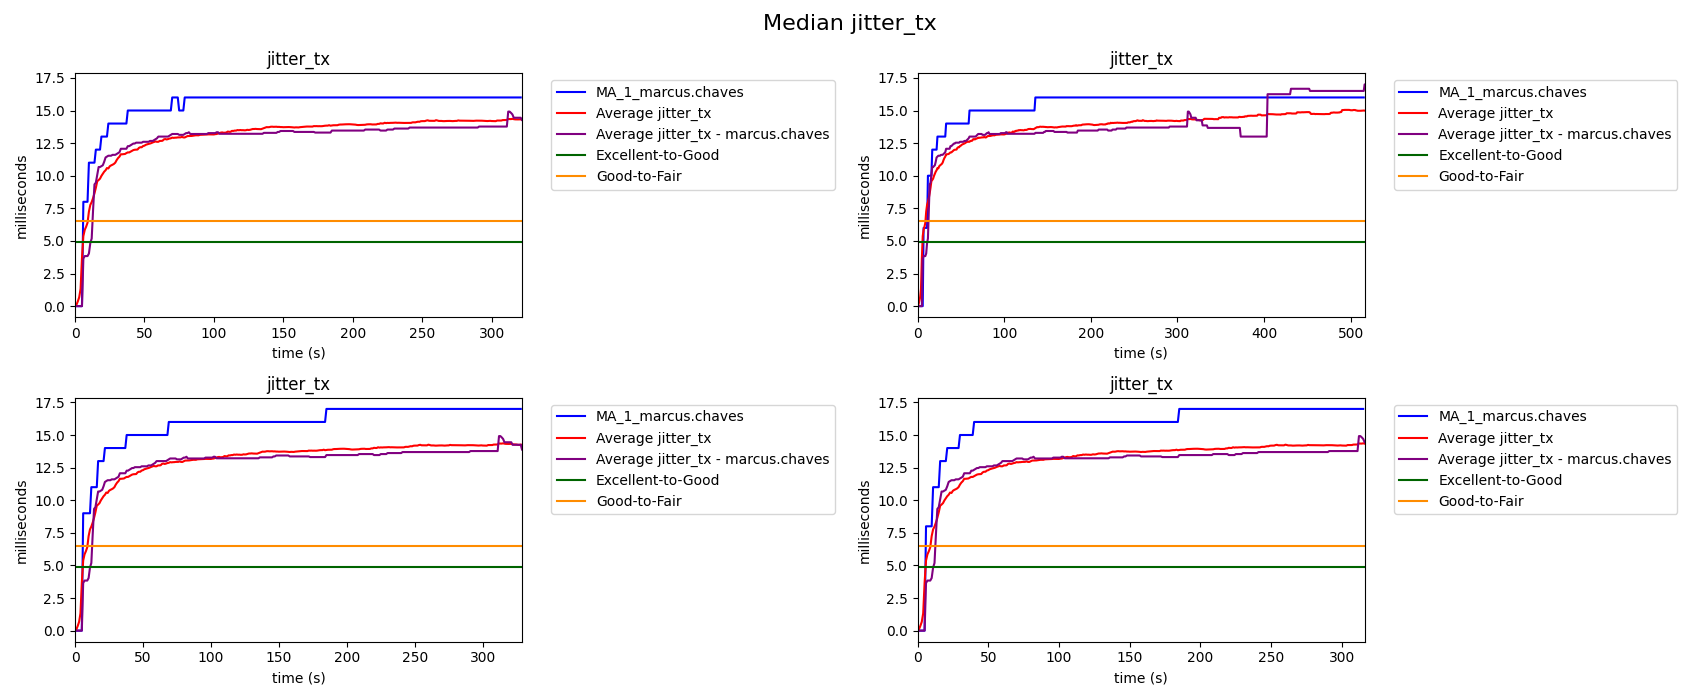 Median jitter_tx
jitter_tx
17.5
15.0
12.5
10.0
7.5
5.0
2.5
0.0
milliseconds
0 50 100 150 200 250 300
time (s)
MA_1_marcus.chaves
Average jitter_tx
Average jitter_tx - marcus.chaves
Excellent-to-Good
Good-to-Fair
jitter_tx
17.5
15.0
12.5
10.0
7.5
5.0
2.5
0.0
milliseconds
0 100 200 300 400 500
time (s)
MA_1_marcus.chaves
Average jitter_tx
Average jitter_tx - marcus.chaves
Excellent-to-Good
Good-to-Fair
jitter_tx
17.5
15.0
12.5
10.0
7.5
5.0
2.5
0.0
milliseconds
0 50 100 150 200 250 300
time (s)
MA_1_marcus.chaves
Average jitter_tx
Average jitter_tx - marcus.chaves
Excellent-to-Good
Good-to-Fair
jitter_tx
17.5
15.0
12.5
10.0
7.5
5.0
2.5
0.0
milliseconds
0 50 100 150 200 250 300
time (s)
MA_1_marcus.chaves
Average jitter_tx
Average jitter_tx - marcus.chaves
Excellent-to-Good
Good-to-Fair